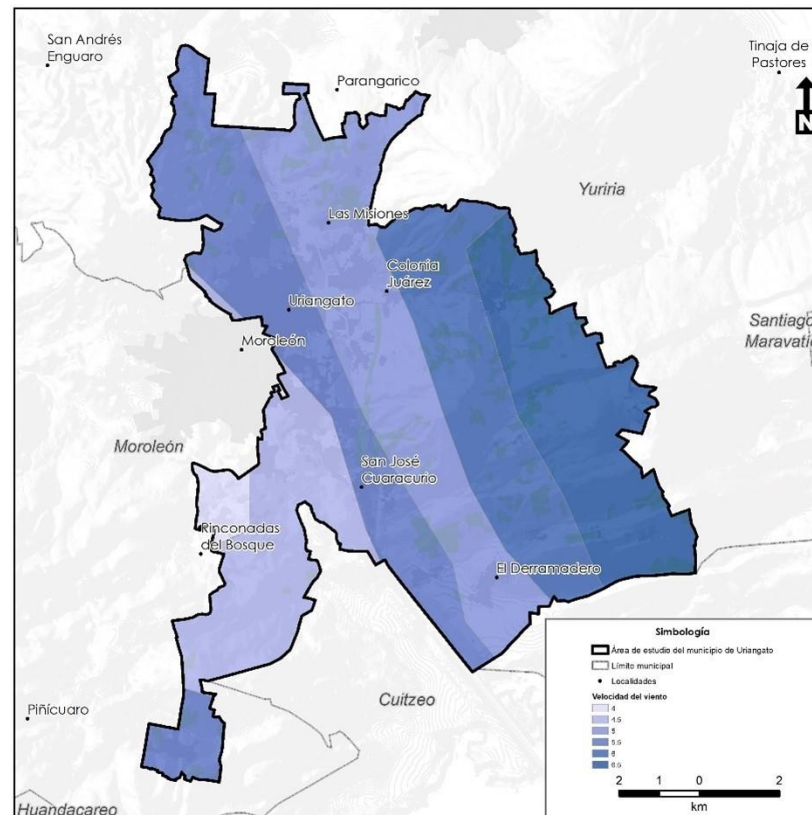 San Andrés
Enguaro
Parangarico
Tinaja de
Pastores
N
Yuriria
Las Misiones
Colonia
Juárez
Uriangato
Santiago
Maravatío
Moroleón
Moroleón
San José
Cuaracurio
Rinconadas
del Bosque
El Derramadero
Simbología
Área de estudio del municipio de Uriangato
Límite municipal
Localidades
Velocidad del viento
4
4.5
5
5.5
6
6.5
2 1 0 2
km
Piñícuaro
Cuitzeo
Huandacareo